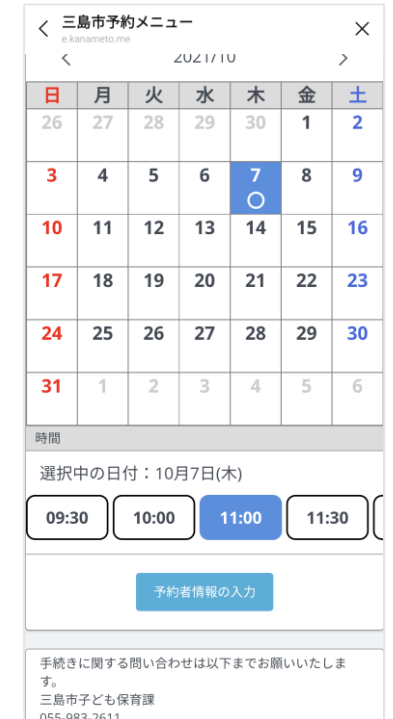 三島市予約メニュー
e.kanameto.me
2021/10
日 月 火 水 木 金 土
26 27 28 29 30 1 2
3 4 5 6 7 8 9
10 11 12 13 14 15 16
17 18 19 20 21 22 23
24 25 26 27 28 29 30
31 1 2 3 4 5 6
時間
選択中の日付：10月7日(木)
09:30 10:00 11:00 11:30
予約者情報の入力
手続きに関する問い合わせは以下までお願いいたしま
す。
三島市子ども保育課
055-983-2611